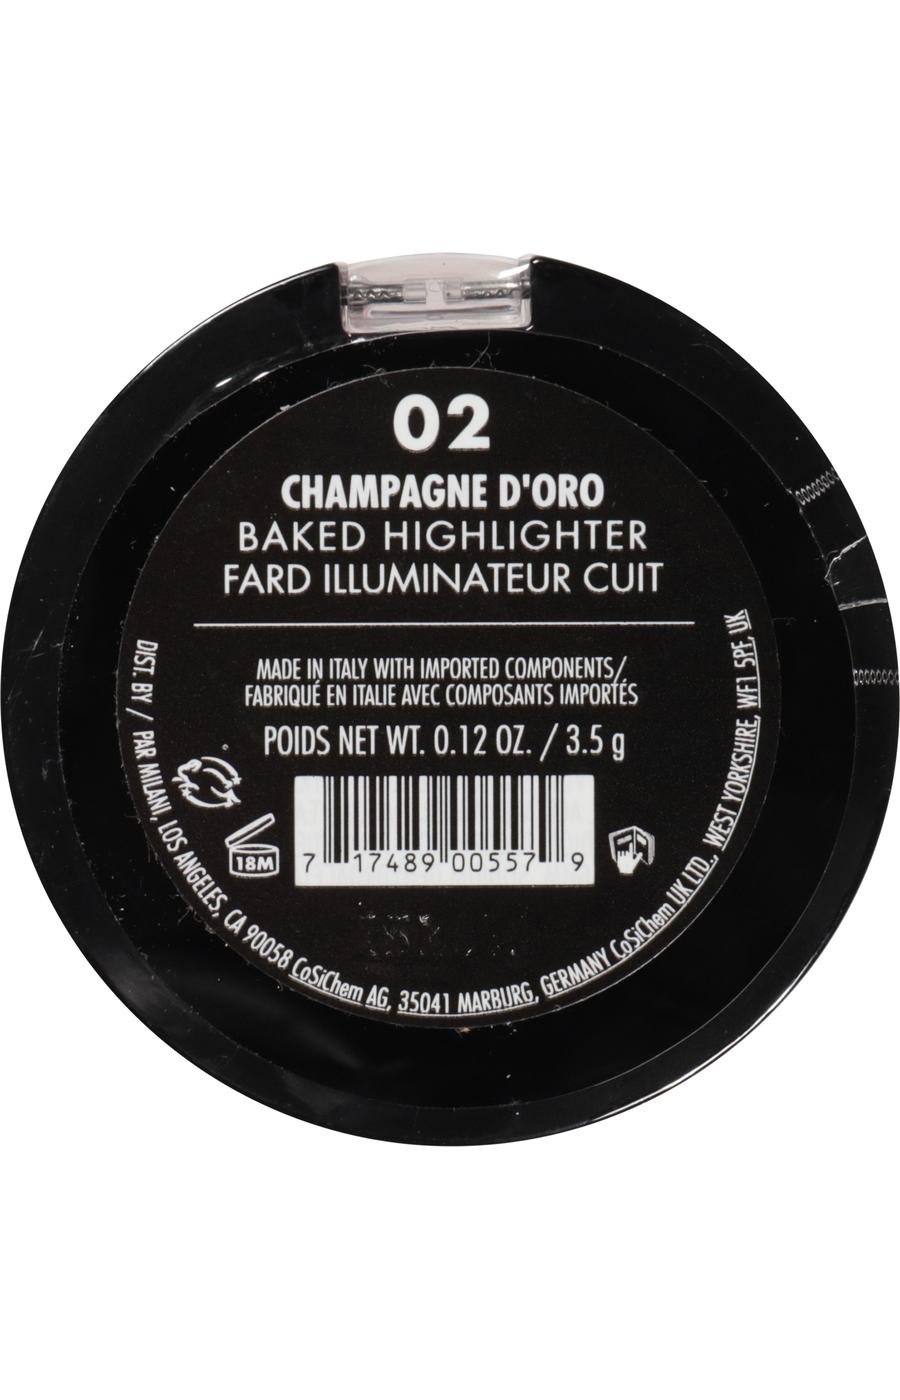 02
CHAMPAGNE D'ORO
BAKED HIGHLIGHTER
FARD ILLUMINATEUR CUIT
MADE IN ITALY WITH IMPORTED COMPONENTS/
FABRIQUÉ EN ITALIE AVEC COMPOSANTS IMPORTÉS
POIDS NET WT. 0.12 OZ. / 3.5 g
18M
7 17489 00557 9
DIST. BY / PAR MILANI, LOS ANGELES, CA 90058 CoSiChem AG, 35041 MARBURG, GERMANY CoSiChem UK LTD., WEST YORKSHIRE, WF1 5PF, UK